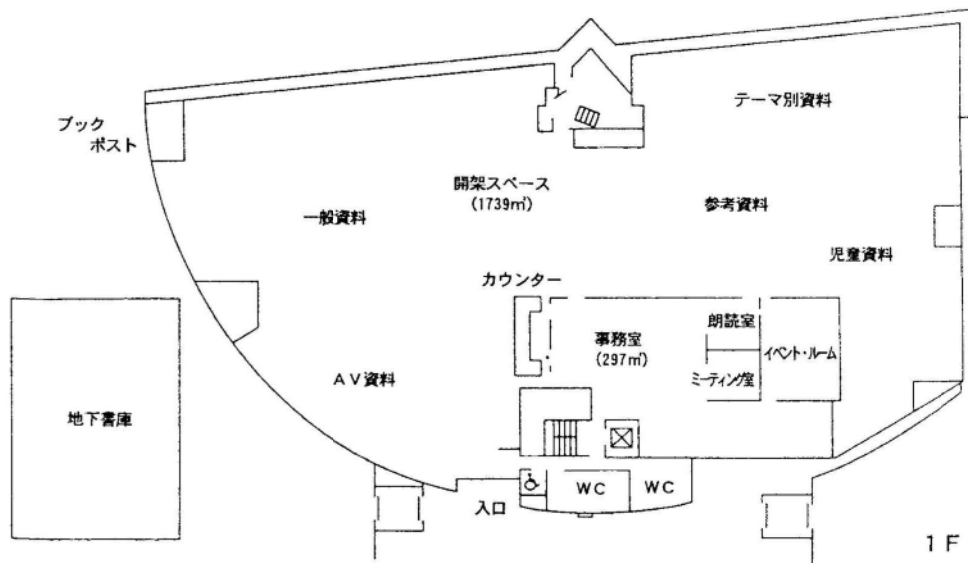 テーマ別資料
ブック
ポスト
開架スペース
(1739㎡)
一般資料
参考資料
児童資料
カウンター
事務室
(297㎡)
朗読室
イベント・ルーム
ミーティング室
AV資料
地下書庫
WC
WC
入口
1F